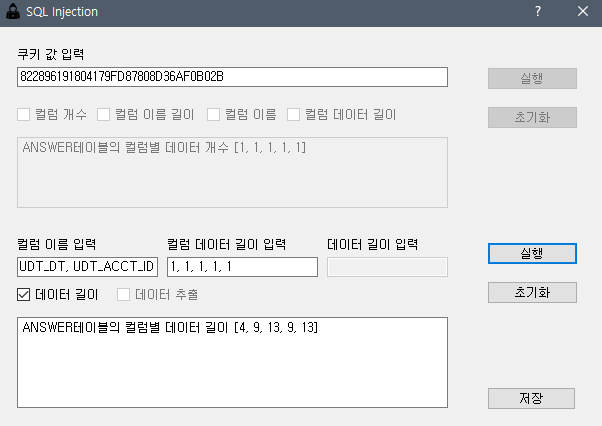 SQL Injection
쿠키 값 입력
822896191804179FD87808D36AF0B02B
실행
컬럼 개수 컬럼 이름 길이 컬럼 이름 컬럼 데이터 길이
초기화
ANSWER테이블의 컬럼별 데이터 개수 [1, 1, 1, 1, 1]
컬럼 이름 입력 컬럼 데이터 길이 입력 데이터 길이 입력
실행
UDT_DT, UDT_ACCT_ID 1, 1, 1, 1, 1
데이터 길이 데이터 추출
초기화
ANSWER테이블의 컬럼별 데이터 길이 [4, 9, 13, 9, 13]
저장